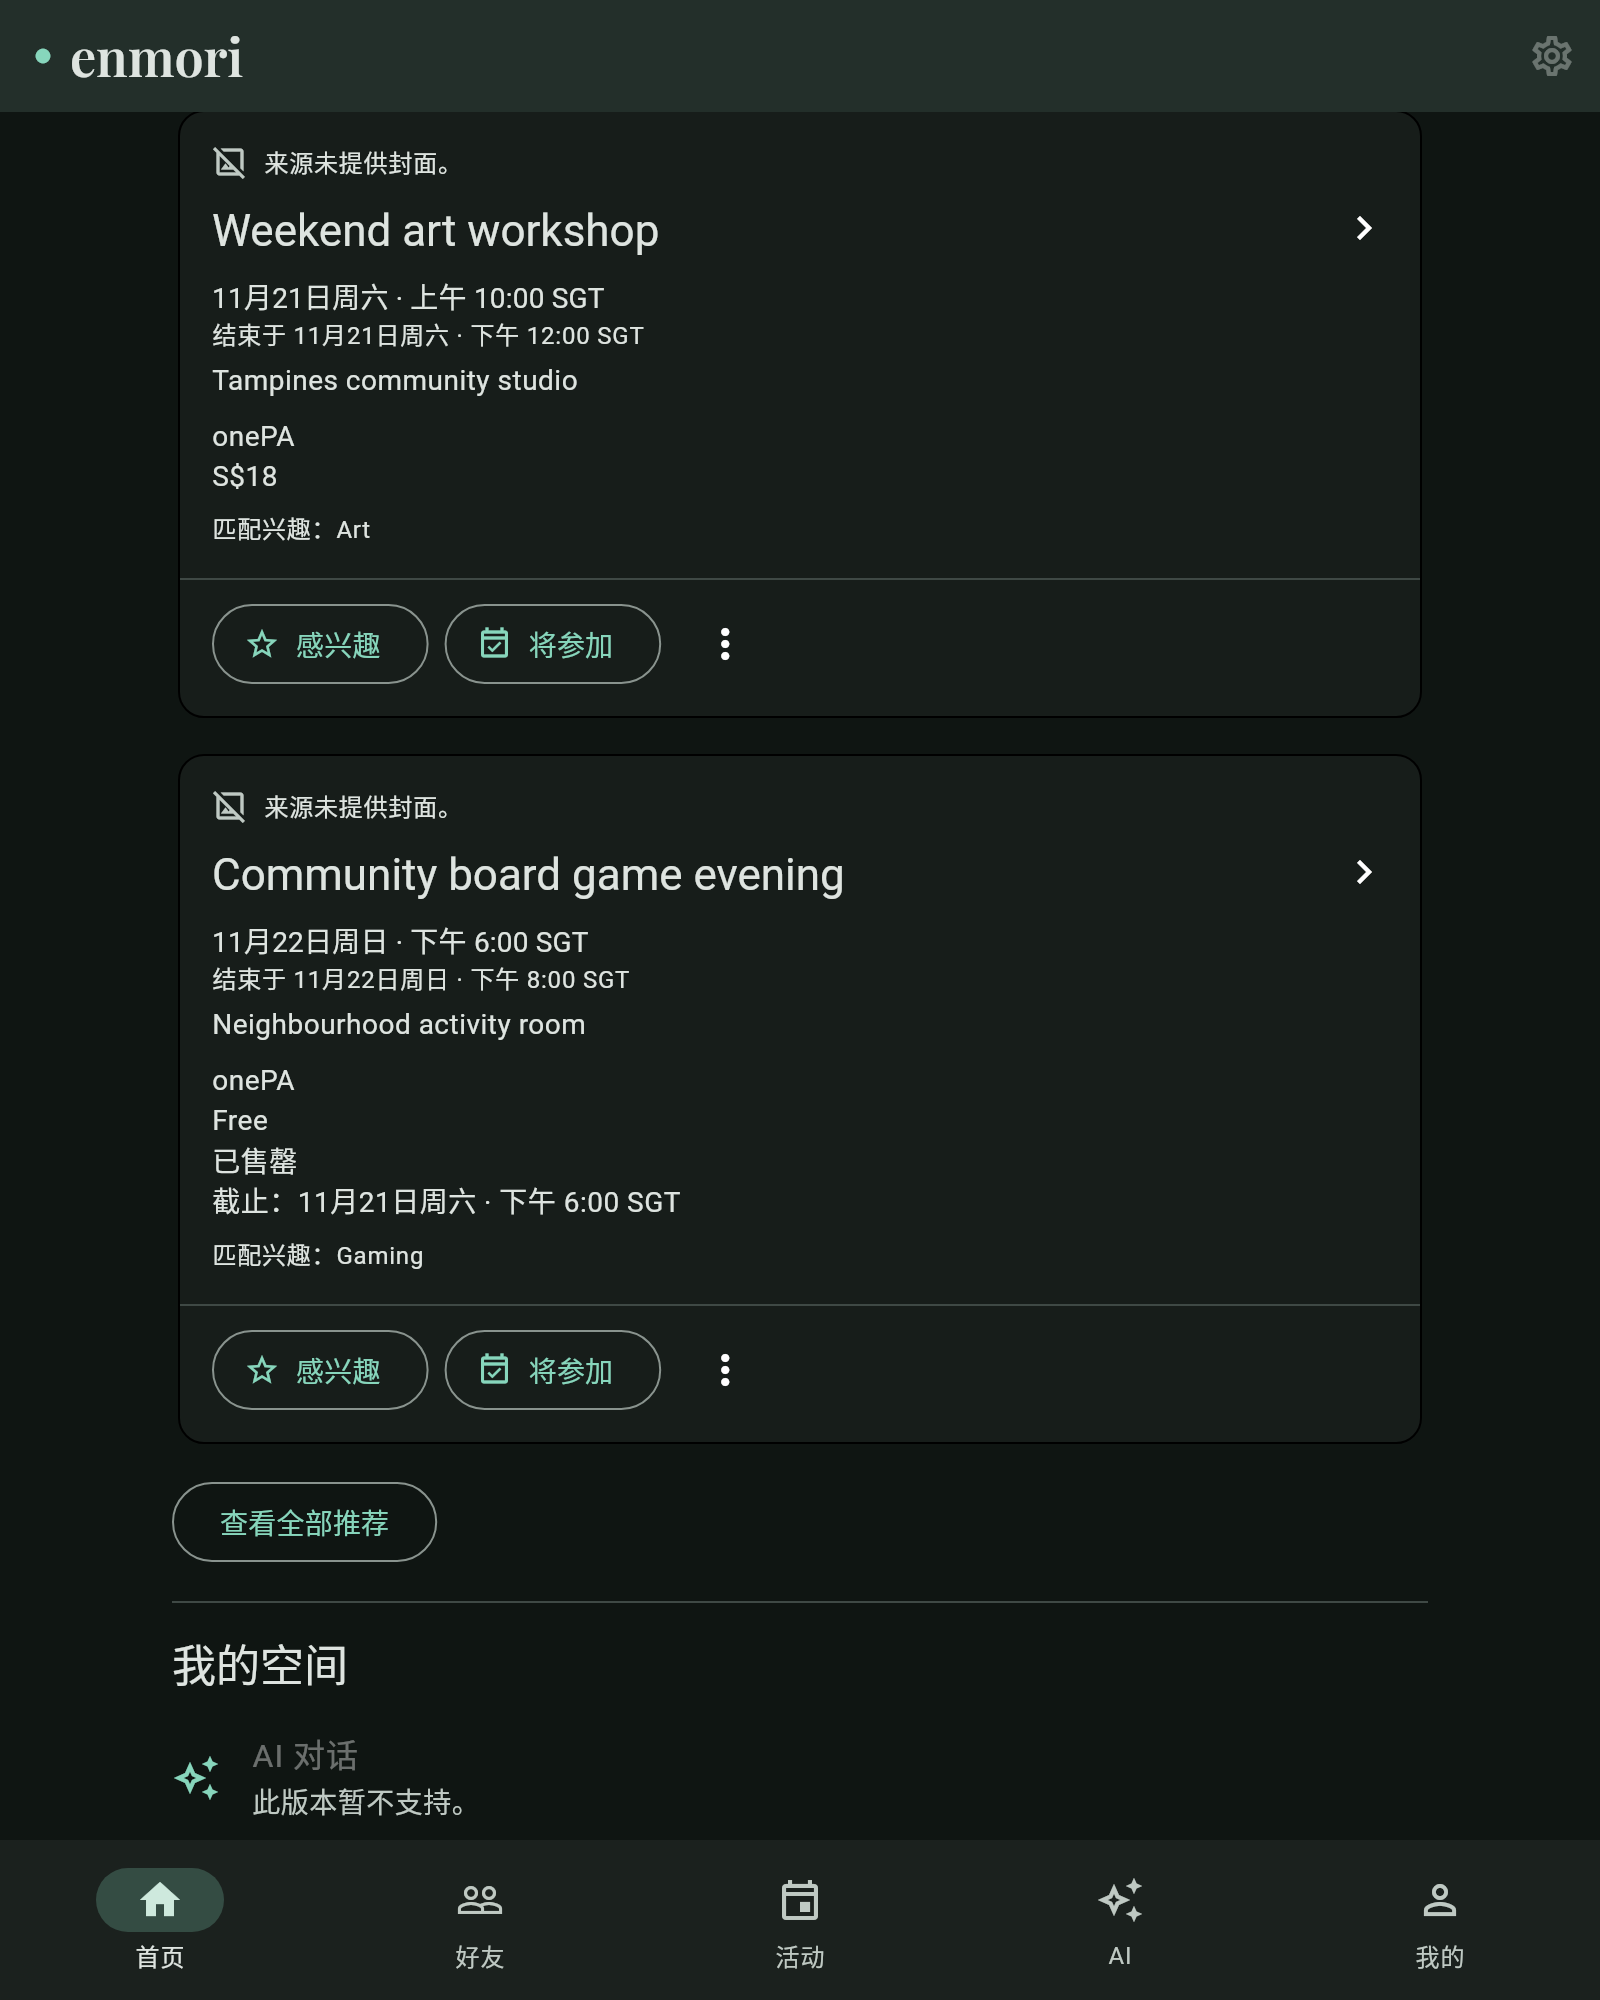 enmori
来源未提供封面。
Weekend art workshop
11月21日周六 · 上午 10:00 SGT
结束于 11月21日周六 · 下午 12:00 SGT
Tampines community studio
onePA
S$18
匹配兴趣：Art
感兴趣 将参加
来源未提供封面。
Community board game evening
11月22日周日 · 下午 6:00 SGT
结束于 11月22日周日 · 下午 8:00 SGT
Neighbourhood activity room
onePA
Free
已售罄
截止：11月21日周六 · 下午 6:00 SGT
匹配兴趣：Gaming
感兴趣 将参加
查看全部推荐
我的空间
AI 对话
此版本暂不支持。
首页 好友 活动 AI 我的